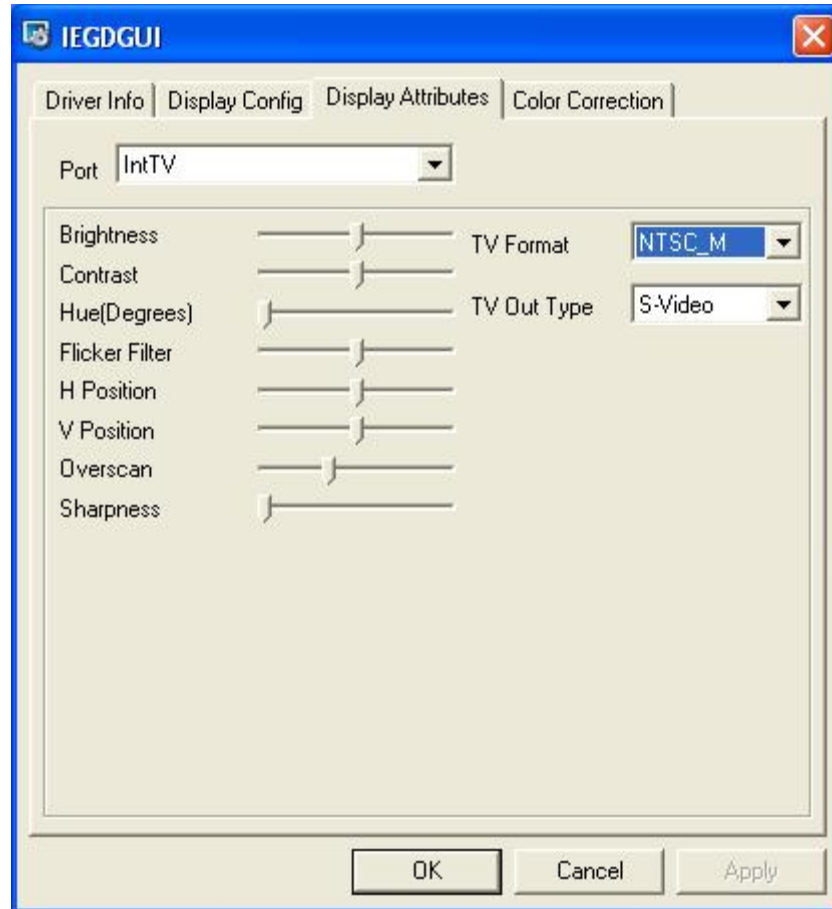 IEGDGUI
Driver Info Display Config Display Attributes Color Correction
Port IntTV
Brightness
Contrast
Hue(Degrees)
Flicker Filter
H Position
V Position
Overscan
Sharpness
TV Format NTSC_M
TV Out Type S-Video
OK Cancel Apply